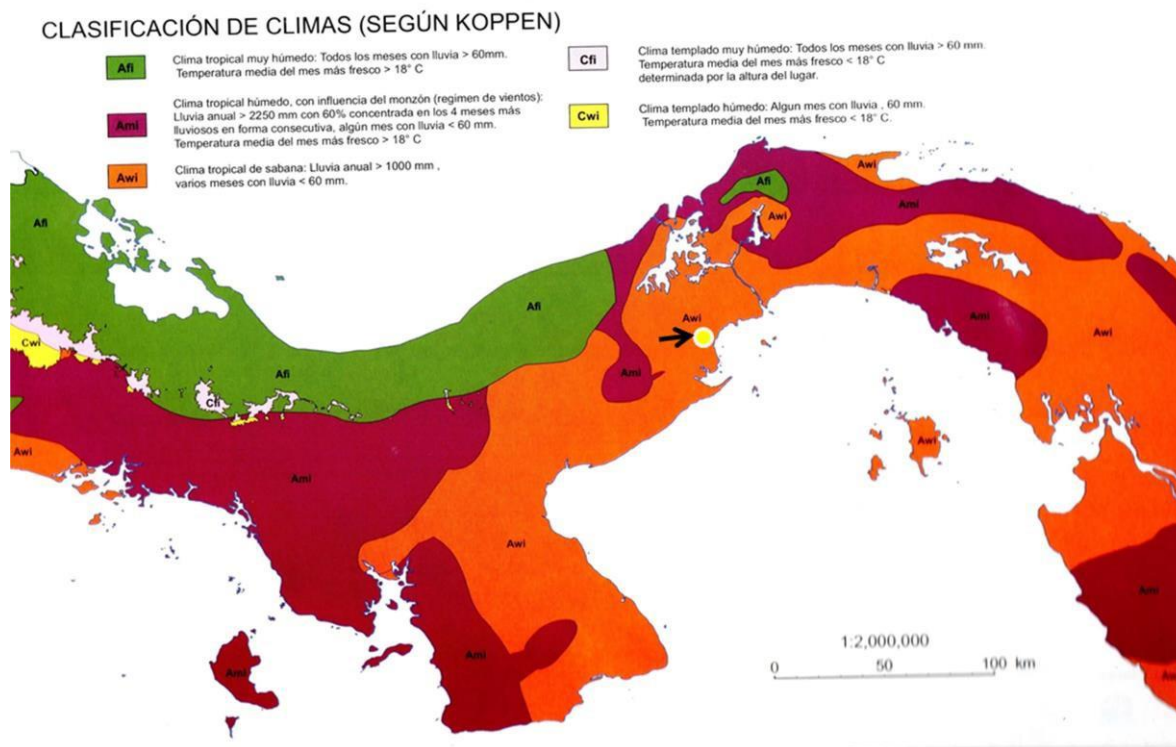 CLASIFICACIÓN DE CLIMAS (SEGÚN KOPPEN)
Afi
Clima tropical muy húmedo: Todos los meses con lluvia > 60mm.
Temperatura media del mes más fresco > 18° C
Ami
Clima tropical húmedo, con influencia del monzón (regimen de vientos):
Lluvia anual > 2250 mm con 60% concentrada en los 4 meses más
lluviosos en forma consecutiva, algún mes con lluvia < 60 mm.
Temperatura media del mes más fresco > 18° C
Awi
Clima tropical de sabana: Lluvia anual > 1000 mm ,
varios meses con lluvia < 60 mm.
Cfi
Clima templado muy húmedo: Todos los meses con lluvia > 60 mm.
Temperatura media del mes más fresco < 18° C
determinada por la altura del lugar.
Cwi
Clima templado húmedo: Algun mes con lluvia , 60 mm.
Temperatura media del mes más fresco < 18° C.
Awi
Afi
Ami
Awi
Afi
Afi
Awi
Ami
Awi
Cwi
Ami
Afi
Cfi
Awi
Awi
Ami
Awi
Ami
Ami
Awi
1:2,000,000
0 50 100 km